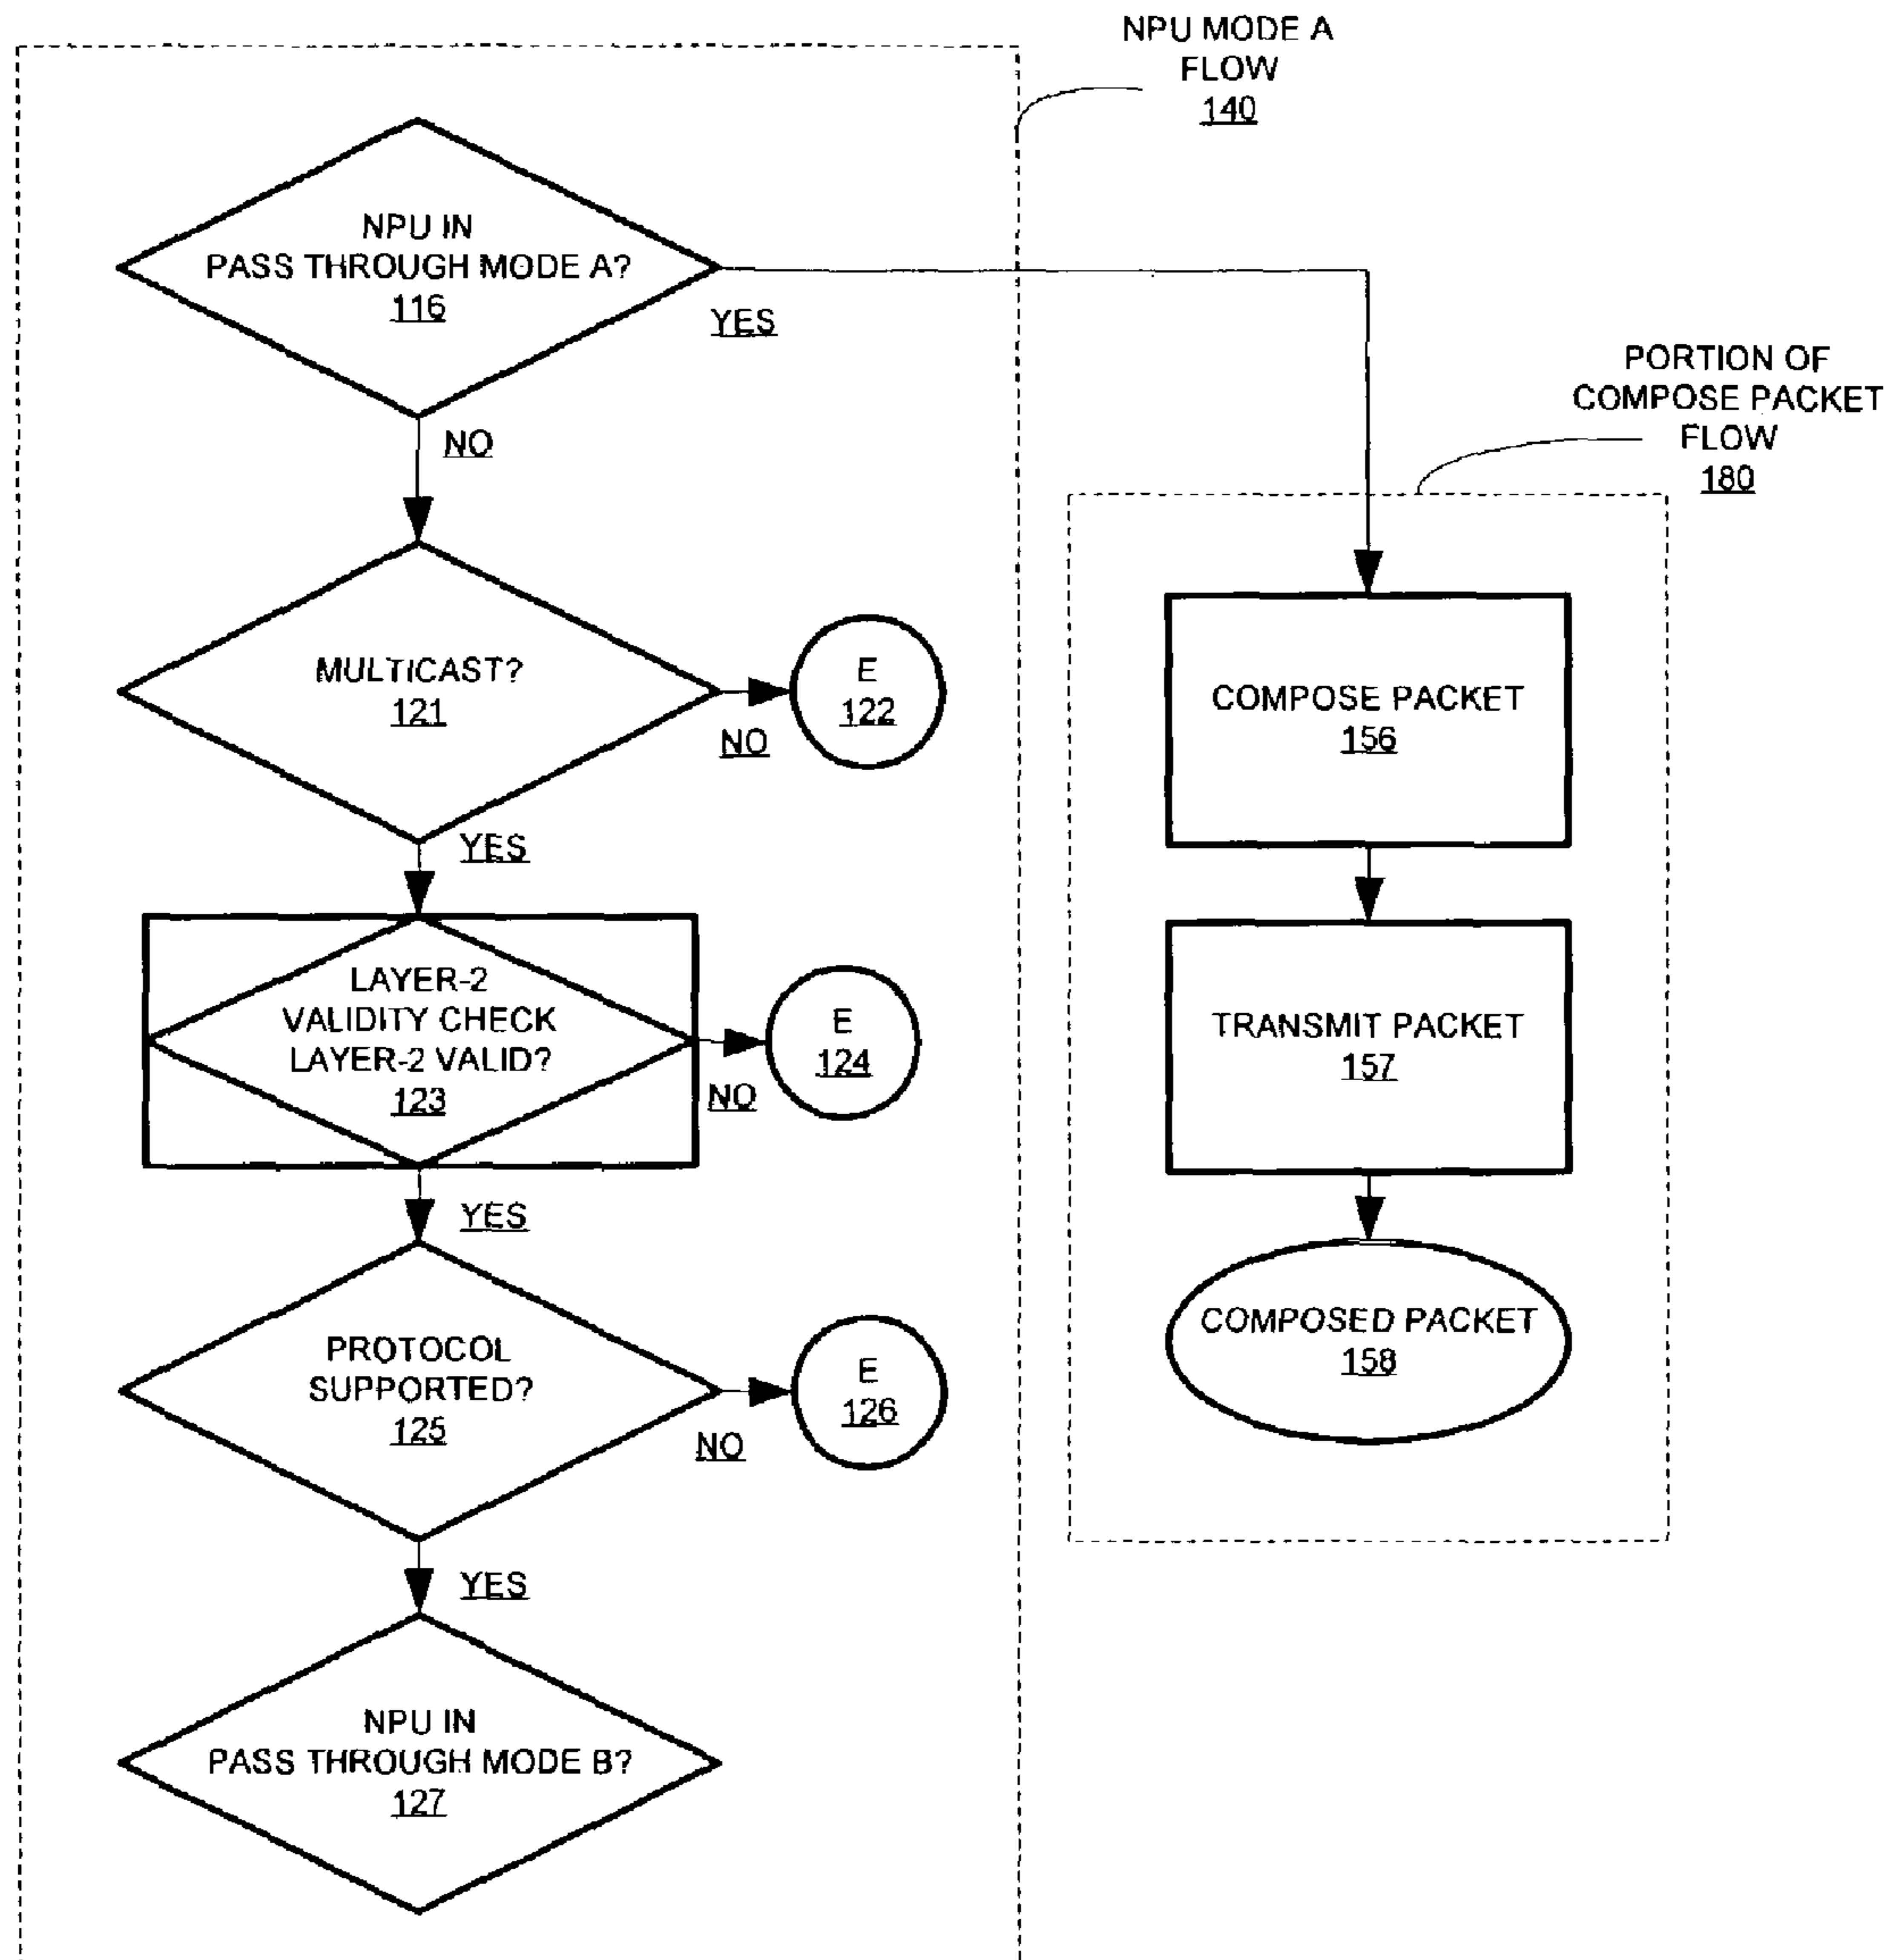 NPU MODE A
FLOW
140
NPU IN
PASS THROUGH MODE A?
116
YES
NO
PORTION OF
COMPOSE PACKET
FLOW
180
MULTICAST?
121
NO
E
122
YES
COMPOSE PACKET
156
LAYER-2
VALIDITY CHECK
LAYER-2 VALID?
123
NO
E
124
YES
TRANSMIT PACKET
157
PROTOCOL
SUPPORTED?
125
NO
E
126
YES
COMPOSED PACKET
158
NPU IN
PASS THROUGH MODE B?
127